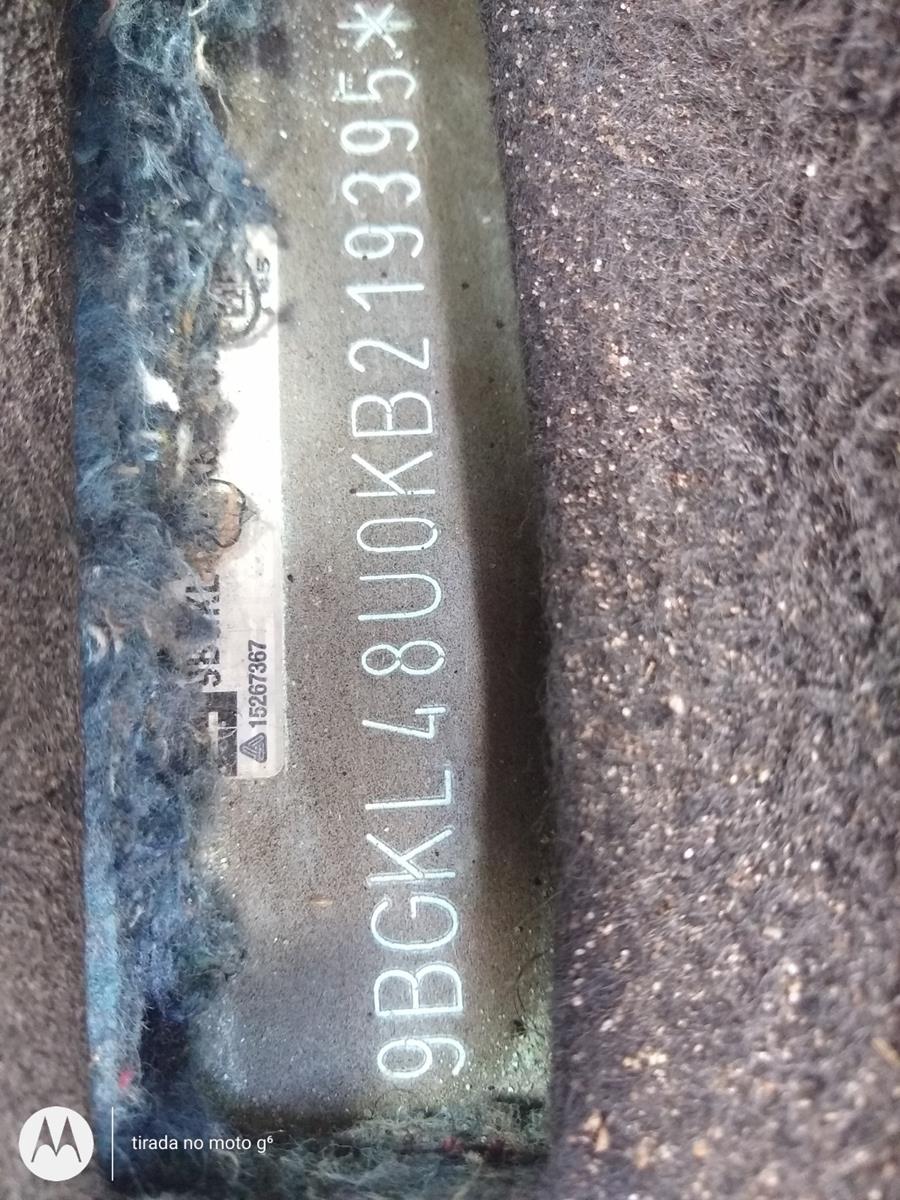 9BGKL48U0KB219395*
15267367
tirada no moto g⁶